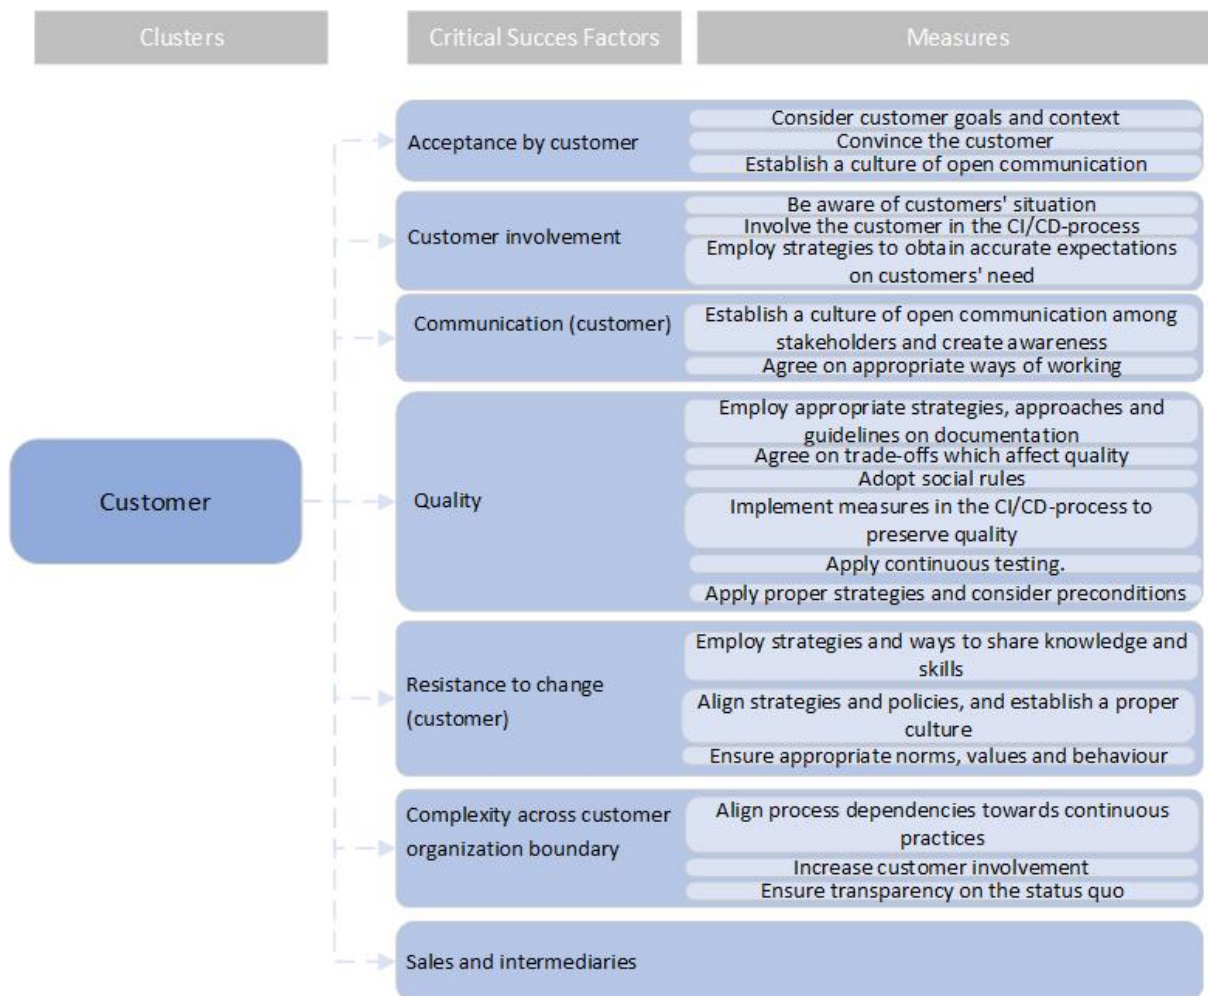 Clusters
Critical Succes Factors
Measures
Customer
Acceptance by customer
Consider customer goals and context
Convince the customer
Establish a culture of open communication
Customer involvement
Be aware of customers' situation
Involve the customer in the CI/CD-process
Employ strategies to obtain accurate expectations
on customers' need
Communication (customer)
Establish a culture of open communication among
stakeholders and create awareness
Agree on appropriate ways of working
Quality
Employ appropriate strategies, approaches and
guidelines on documentation
Agree on trade-offs which affect quality
Adopt social rules
Implement measures in the CI/CD-process to
preserve quality
Apply continuous testing.
Apply proper strategies and consider preconditions
Resistance to change
(customer)
Employ strategies and ways to share knowledge and
skills
Align strategies and policies, and establish a proper
culture
Ensure appropriate norms, values and behaviour
Complexity across customer
organization boundary
Align process dependencies towards continuous
practices
Increase customer involvement
Ensure transparency on the status quo
Sales and intermediaries